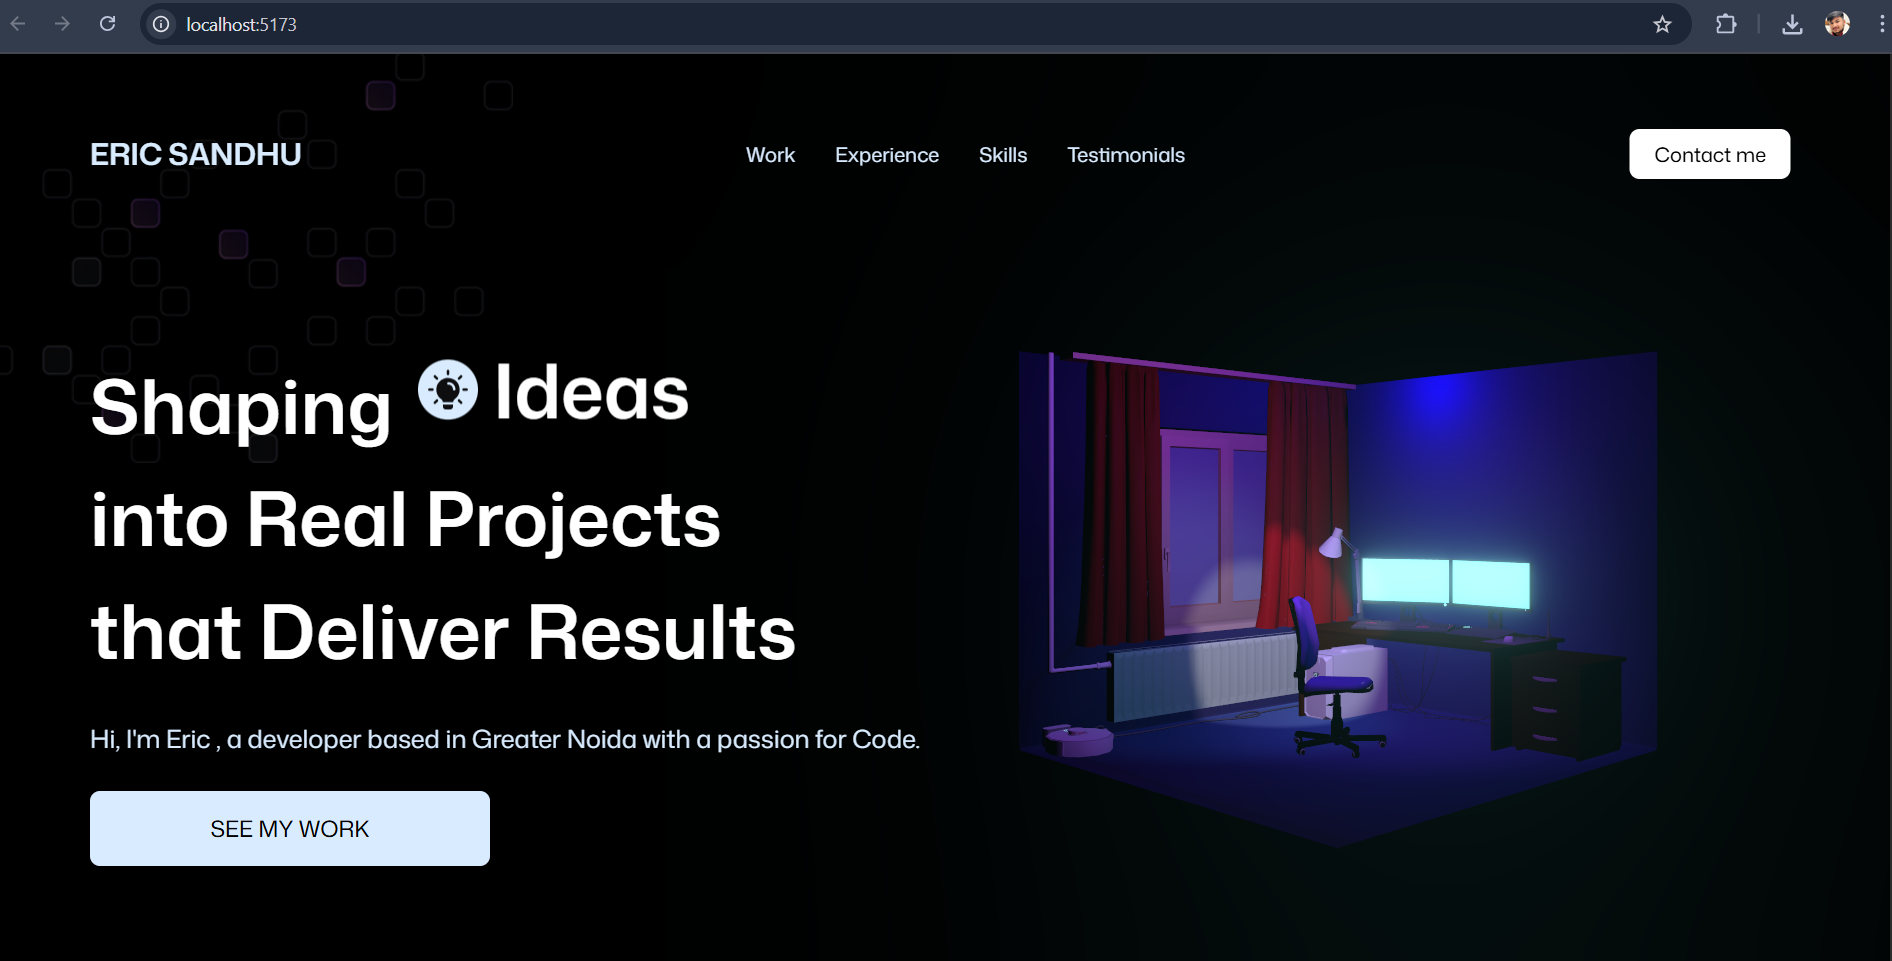 localhost:5173
ERIC SANDHU
Work Experience Skills Testimonials
Contact me
Shaping Ideas
into Real Projects
that Deliver Results
Hi, I'm Eric , a developer based in Greater Noida with a passion for Code.
SEE MY WORK